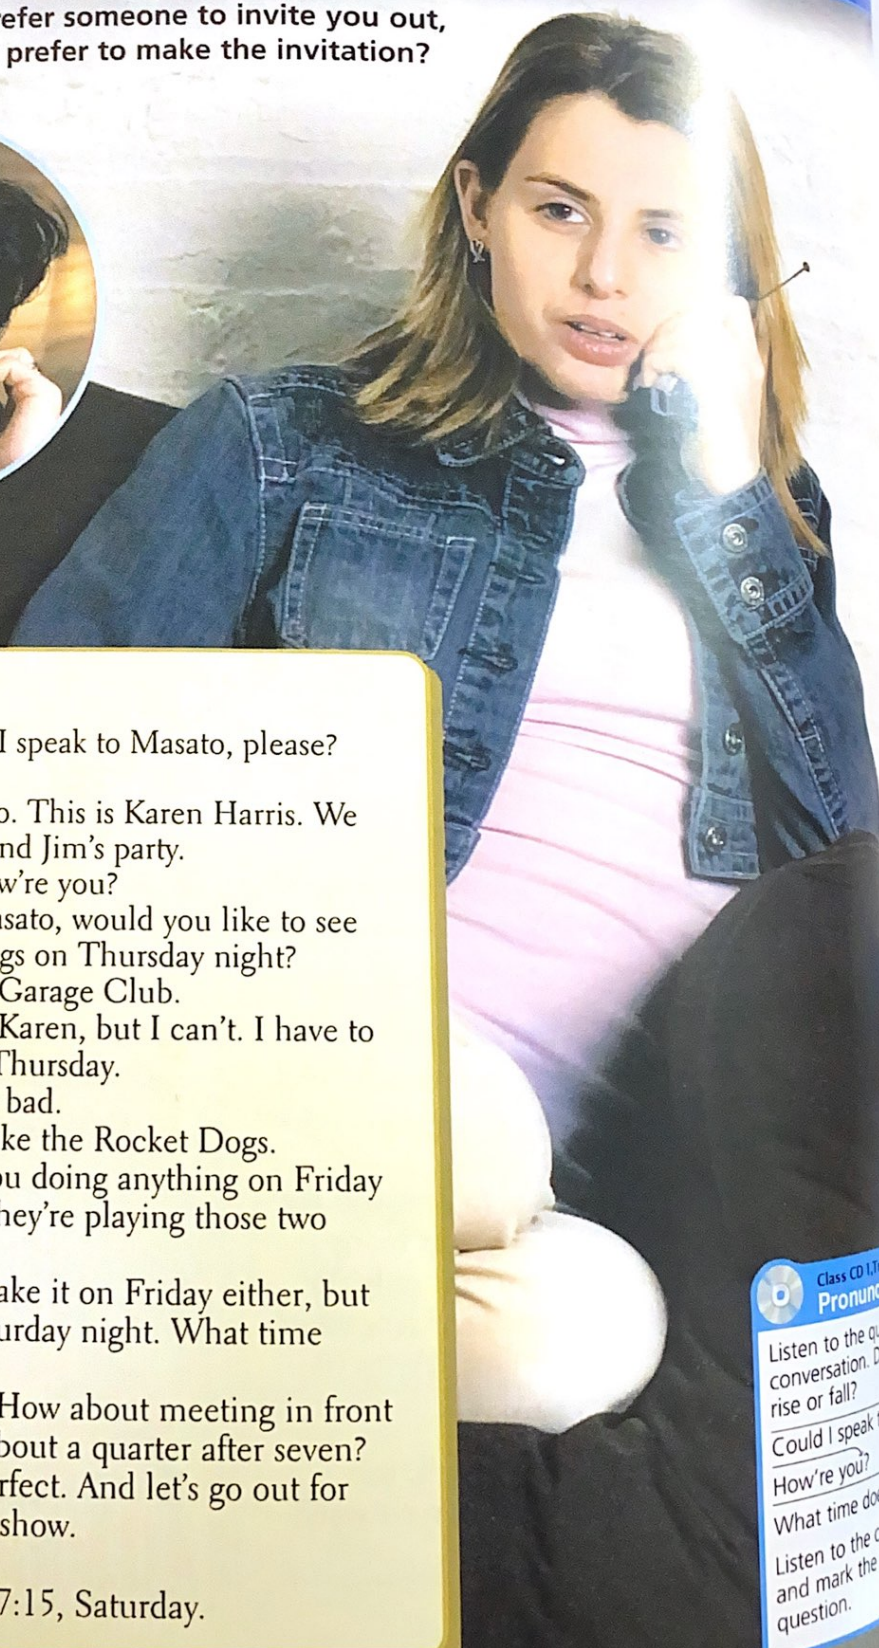 efer someone to invite you out,
prefer to make the invitation?
I speak to Masato, please?
o. This is Karen Harris. We
nd Jim's party.
w're you?
sato, would you like to see
gs on Thursday night?
Garage Club.
Karen, but I can't. I have to
Thursday.
bad.
ke the Rocket Dogs.
ou doing anything on Friday
hey're playing those two
ake it on Friday either, but
urday night. What time
How about meeting in front
bout a quarter after seven?
rfect. And let's go out for
show.
7:15, Saturday.
Class CD 1, T
Pronunc
Listen to the qu
conversation. D
rise or fall?
Could I speak t
How're you?
What time doe
Listen to the c
and mark the
question.